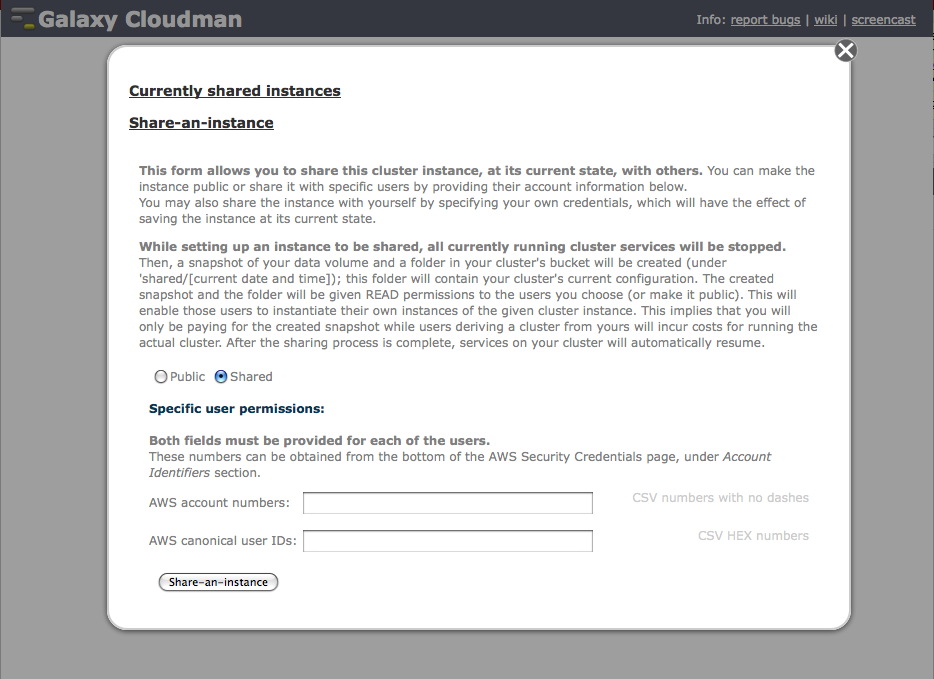 Galaxy Cloudman
Info: report bugs | wiki | screencast
Currently shared instances
Share-an-instance
This form allows you to share this cluster instance, at its current state, with others. You can make the
instance public or share it with specific users by providing their account information below.
You may also share the instance with yourself by specifying your own credentials, which will have the effect of
saving the instance at its current state.
While setting up an instance to be shared, all currently running cluster services will be stopped.
Then, a snapshot of your data volume and a folder in your cluster's bucket will be created (under
'shared/[current date and time]); this folder will contain your cluster's current configuration. The created
snapshot and the folder will be given READ permissions to the users you choose (or make it public). This will
enable those users to instantiate their own instances of the given cluster instance. This implies that you will
only be paying for the created snapshot while users deriving a cluster from yours will incur costs for running the
actual cluster. After the sharing process is complete, services on your cluster will automatically resume.
Public Shared
Specific user permissions:
Both fields must be provided for each of the users.
These numbers can be obtained from the bottom of the AWS Security Credentials page, under Account
Identifiers section.
AWS account numbers: CSV numbers with no dashes
AWS canonical user IDs: CSV HEX numbers
Share-an-instance